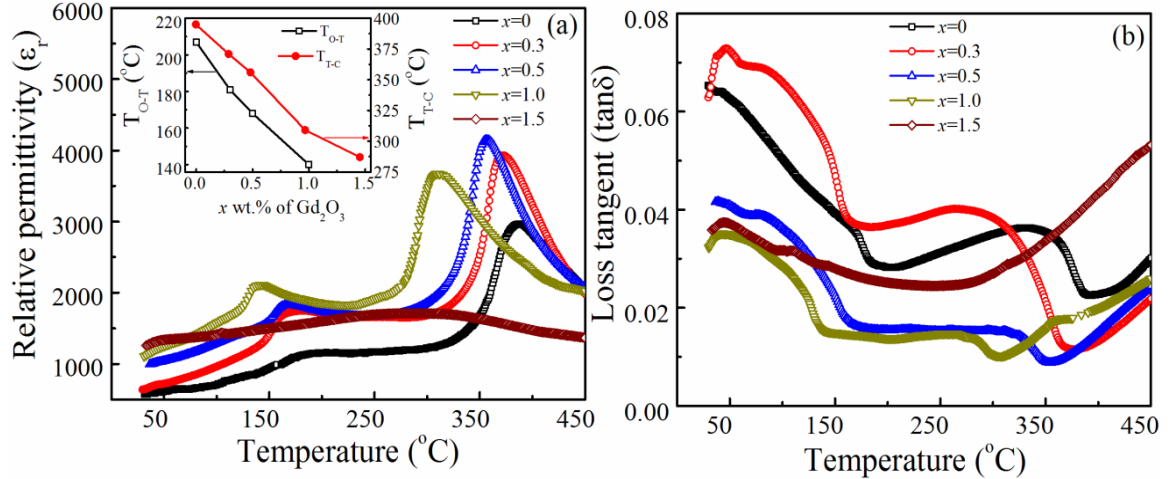 (a)
Relative permittivity (εr)
6000
5000
4000
3000
2000
1000
50
150
250
350
450
Temperature (oC)
TO-T (oC)
220
200
180
160
140
TO-T
TT-C
400
375
350
325
300
275
TT-C (oC)
0.0
0.5
1.0
1.5
x wt.% of Gd2O3
x=0
x=0.3
x=0.5
x=1.0
x=1.5
(b)
Loss tangent (tanδ)
0.08
0.06
0.04
0.02
0.00
50
150
250
350
450
Temperature (oC)
x=0
x=0.3
x=0.5
x=1.0
x=1.5